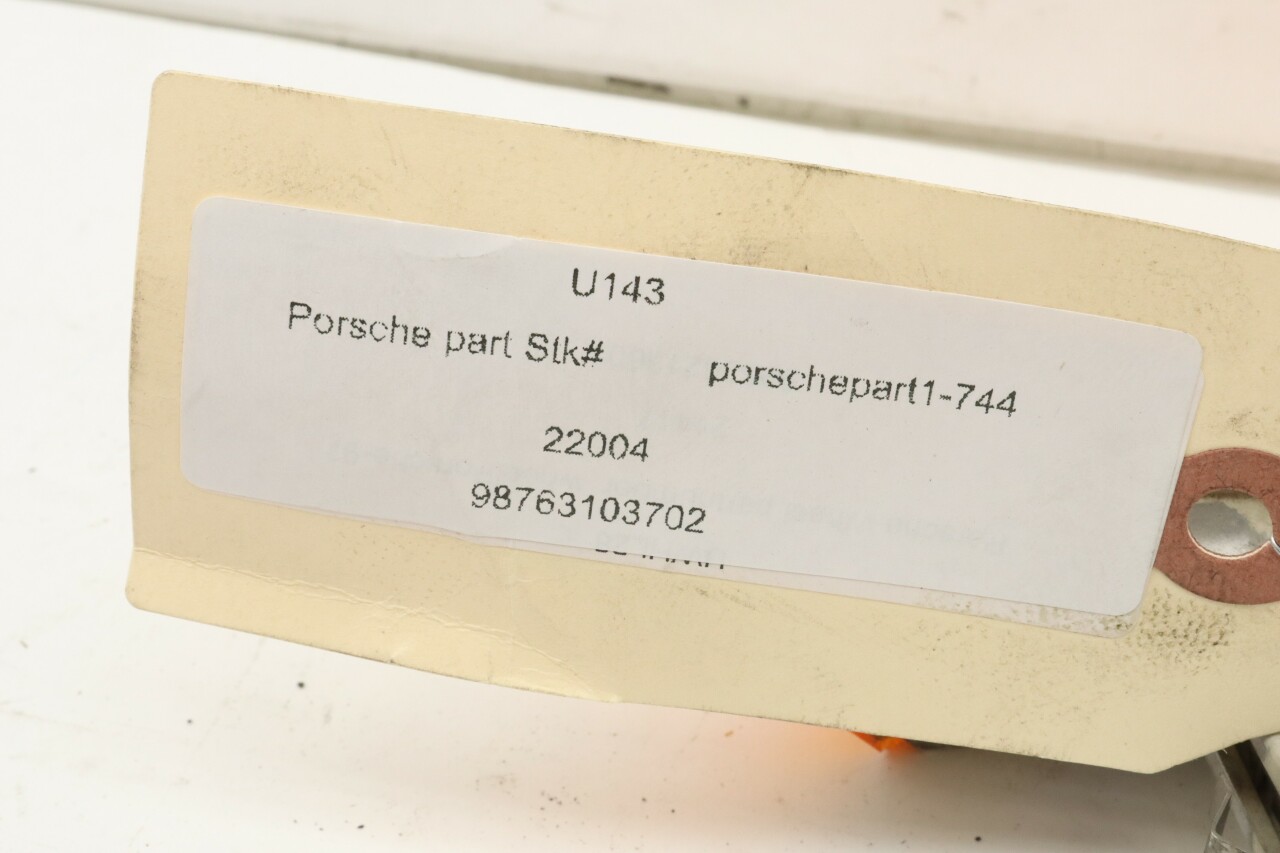 U143
Porsche part Stk# porschepart1-744
22004
98763103702